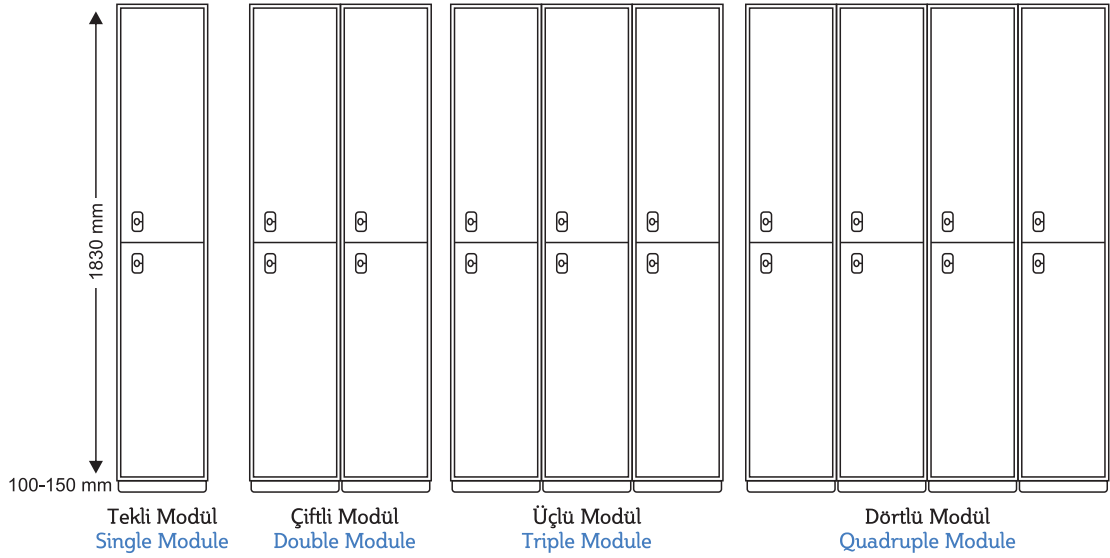 1830 mm
100-150 mm
Tekli Modül
Single Module
Çiftli Modül
Double Module
Üçlü Modül
Triple Module
Dörtlü Modül
Quadruple Module